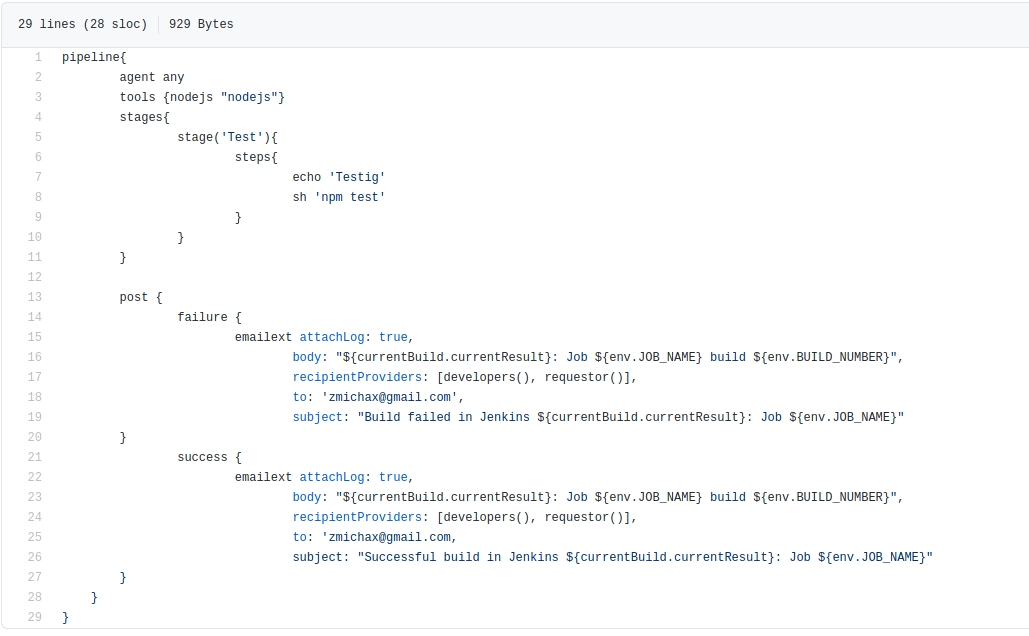 29 lines (28 sloc) 929 Bytes
1 pipeline{
2 agent any
3 tools {nodejs "nodejs"}
4 stages{
5 stage('Test'){
6 steps{
7 echo 'Testig'
8 sh 'npm test'
9 }
10 }
11 }
12
13 post {
14 failure {
15 emailext attachLog: true,
16 body: "${currentBuild.currentResult}: Job ${env.JOB_NAME} build ${env.BUILD_NUMBER}",
17 recipientProviders: [developers(), requestor()],
18 to: 'zmichax@gmail.com',
19 subject: "Build failed in Jenkins ${currentBuild.currentResult}: Job ${env.JOB_NAME}"
20 }
21 success {
22 emailext attachLog: true,
23 body: "${currentBuild.currentResult}: Job ${env.JOB_NAME} build ${env.BUILD_NUMBER}",
24 recipientProviders: [developers(), requestor()],
25 to: 'zmichax@gmail.com,
26 subject: "Successful build in Jenkins ${currentBuild.currentResult}: Job ${env.JOB_NAME}"
27 }
28 }
29 }